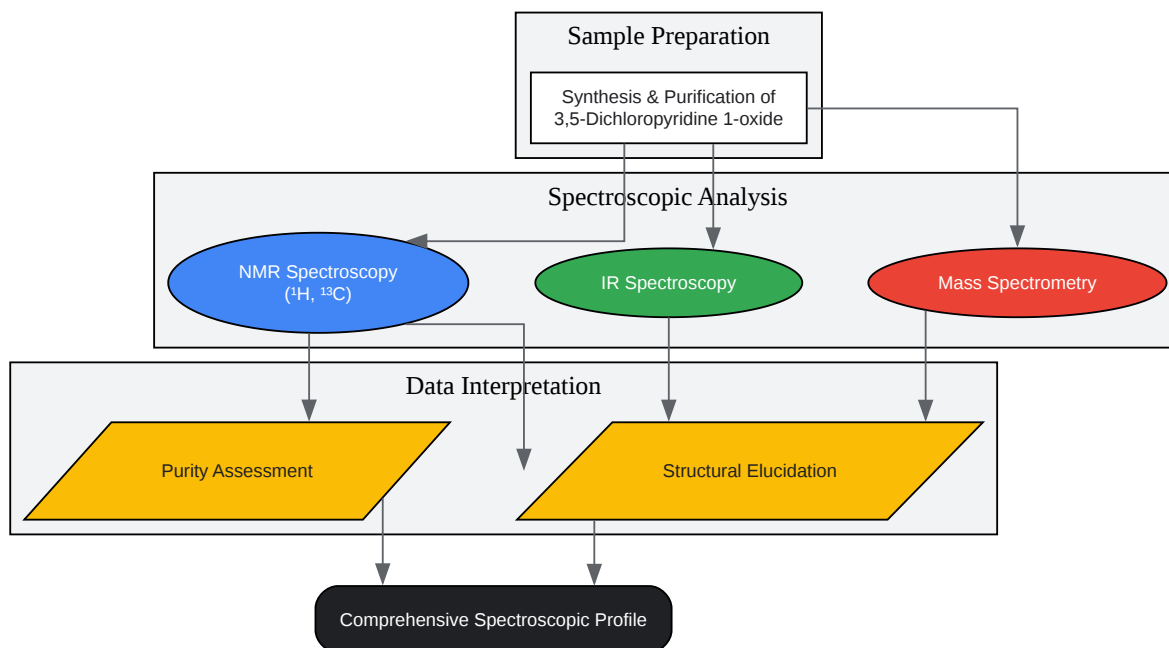 Sample Preparation
Synthesis & Purification of
3,5-Dichloropyridine 1-oxide
Spectroscopic Analysis
NMR Spectroscopy
(¹H, ¹³C)
IR Spectroscopy
Mass Spectrometry
Data Interpretation
Purity Assessment
Structural Elucidation
Comprehensive Spectroscopic Profile